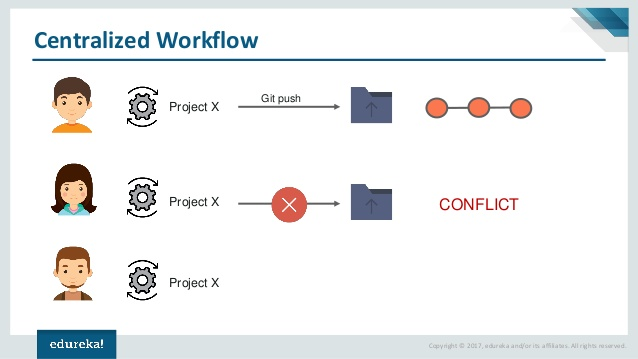 Centralized Workflow
Project X
Git push
Project X
CONFLICT
Project X
edureka!
Copyright © 2017, edureka and/or its affiliates. All rights reserved.